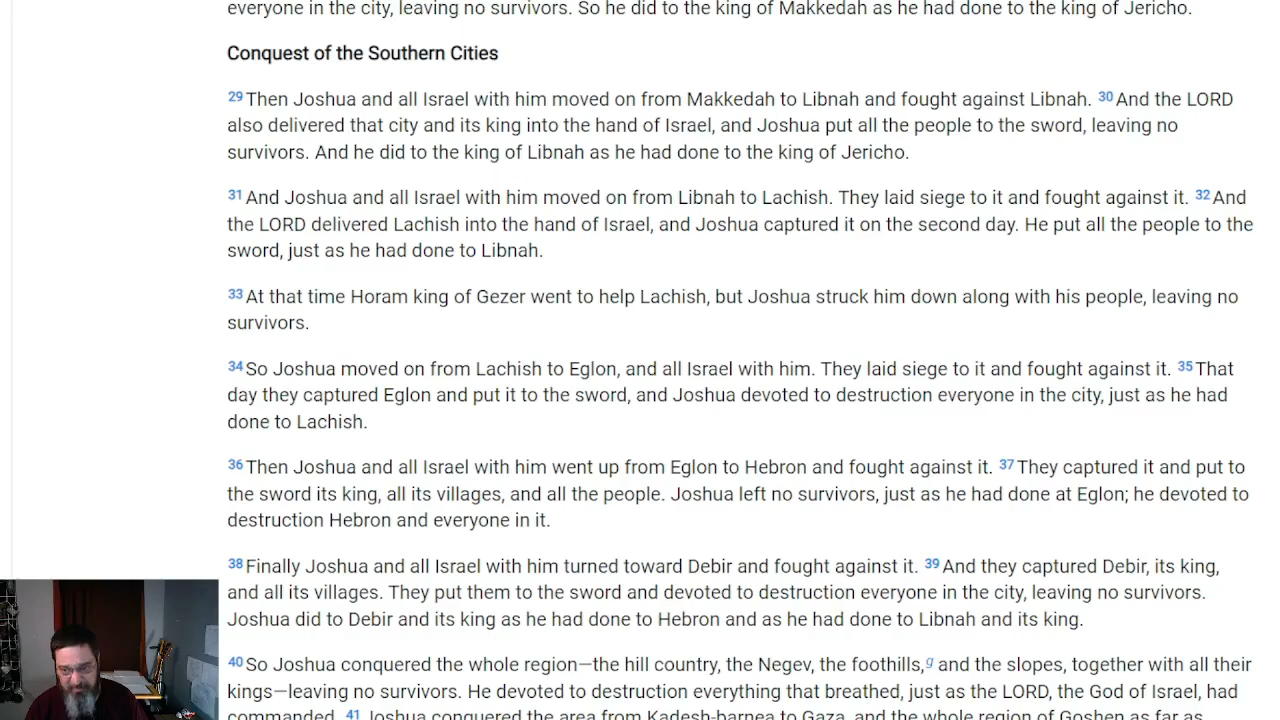 everyone in the city, leaving no survivors. So he did to the king of Makkedah as he had done to the king of Jericho.
Conquest of the Southern Cities
29 Then Joshua and all Israel with him moved on from Makkedah to Libnah and fought against Libnah. 30 And the LORD
also delivered that city and its king into the hand of Israel, and Joshua put all the people to the sword, leaving no
survivors. And he did to the king of Libnah as he had done to the king of Jericho.
31 And Joshua and all Israel with him moved on from Libnah to Lachish. They laid siege to it and fought against it. 32 And
the LORD delivered Lachish into the hand of Israel, and Joshua captured it on the second day. He put all the people to the
sword, just as he had done to Libnah.
33 At that time Horam king of Gezer went to help Lachish, but Joshua struck him down along with his people, leaving no
survivors.
34 So Joshua moved on from Lachish to Eglon, and all Israel with him. They laid siege to it and fought against it. 35 That
day they captured Eglon and put it to the sword, and Joshua devoted to destruction everyone in the city, just as he had
done to Lachish.
36 Then Joshua and all Israel with him went up from Eglon to Hebron and fought against it. 37 They captured it and put to
the sword its king, all its villages, and all the people. Joshua left no survivors, just as he had done at Eglon; he devoted to
destruction Hebron and everyone in it.
38 Finally Joshua and all Israel with him turned toward Debir and fought against it. 39 And they captured Debir, its king,
and all its villages. They put them to the sword and devoted to destruction everyone in the city, leaving no survivors.
Joshua did to Debir and its king as he had done to Hebron and as he had done to Libnah and its king.
40 So Joshua conquered the whole region—the hill country, the Negev, the foothills,g and the slopes, together with all their
kings—leaving no survivors. He devoted to destruction everything that breathed, just as the LORD, the God of Israel, had
commanded. 41 Joshua conquered the area from Kadesh-barnea to Gaza, and the whole region of Goshen as far as